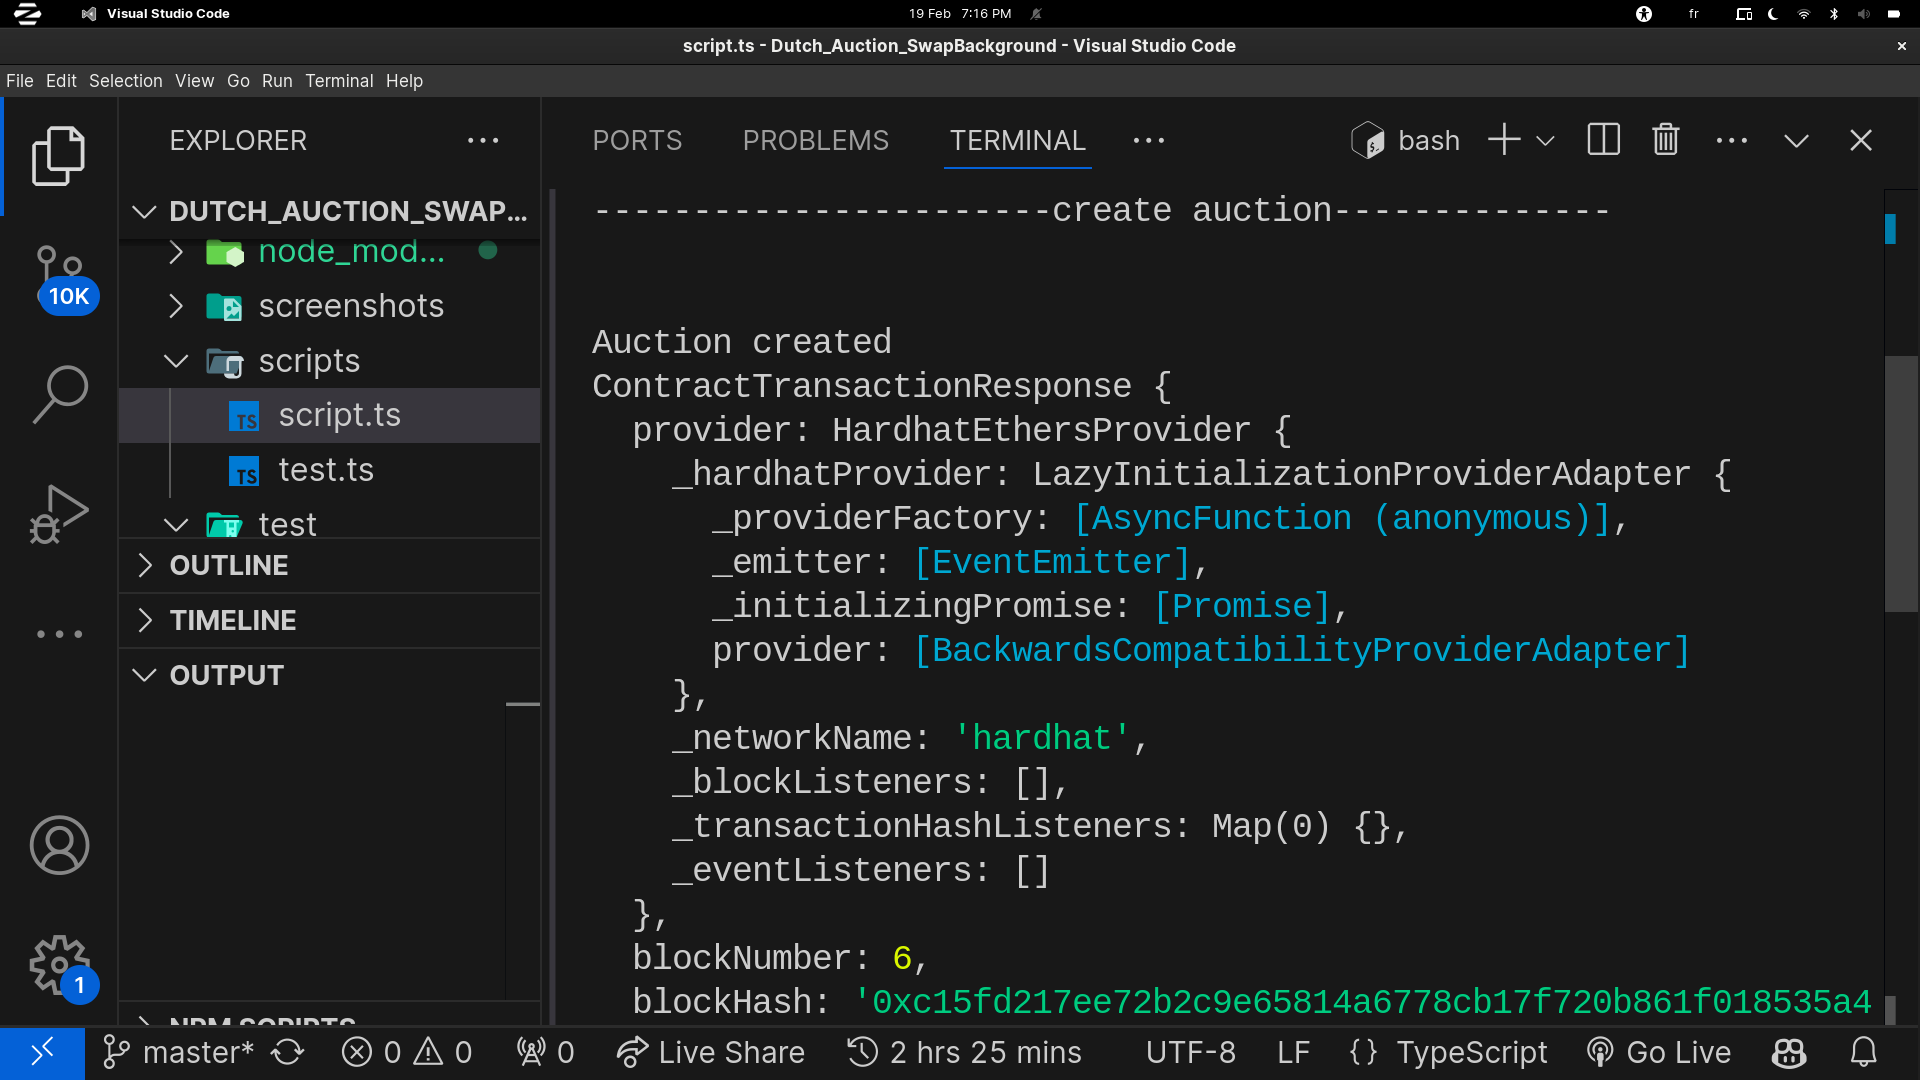 Visual Studio Code
19 Feb 7:16 PM
fr
script.ts - Dutch_Auction_SwapBackground - Visual Studio Code
File Edit Selection View Go Run Terminal Help
EXPLORER
PORTS PROBLEMS TERMINAL
bash
DUTCH_AUCTION_SWAP...
node_mod...
screenshots
scripts
script.ts
test.ts
test
OUTLINE
TIMELINE
OUTPUT
NPM SCRIPTS
10K
1
-----------------------create auction--------------
Auction created
ContractTransactionResponse {
provider: HardhatEthersProvider {
_hardhatProvider: LazyInitializationProviderAdapter {
_providerFactory: [AsyncFunction (anonymous)],
_emitter: [EventEmitter],
_initializingPromise: [Promise],
provider: [BackwardsCompatibilityProviderAdapter]
},
_networkName: 'hardhat',
_blockListeners: [],
_transactionHashListeners: Map(0) {},
_eventListeners: []
},
blockNumber: 6,
blockHash: '0xc15fd217ee72b2c9e65814a6778cb17f720b861f018535a4
master* 0 0 0 Live Share 2 hrs 25 mins UTF-8 LF {} TypeScript Go Live